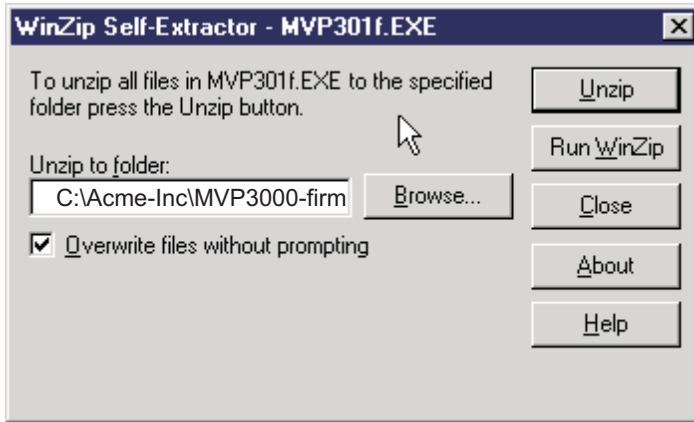 WinZip Self-Extractor - MVP301f.EXE
To unzip all files in MVP301f.EXE to the specified
folder press the Unzip button.
Unzip to folder:
C:\Acme-Inc\MVP3000-firm
Browse...
Overwrite files without prompting
Unzip
Run WinZip
Close
About
Help